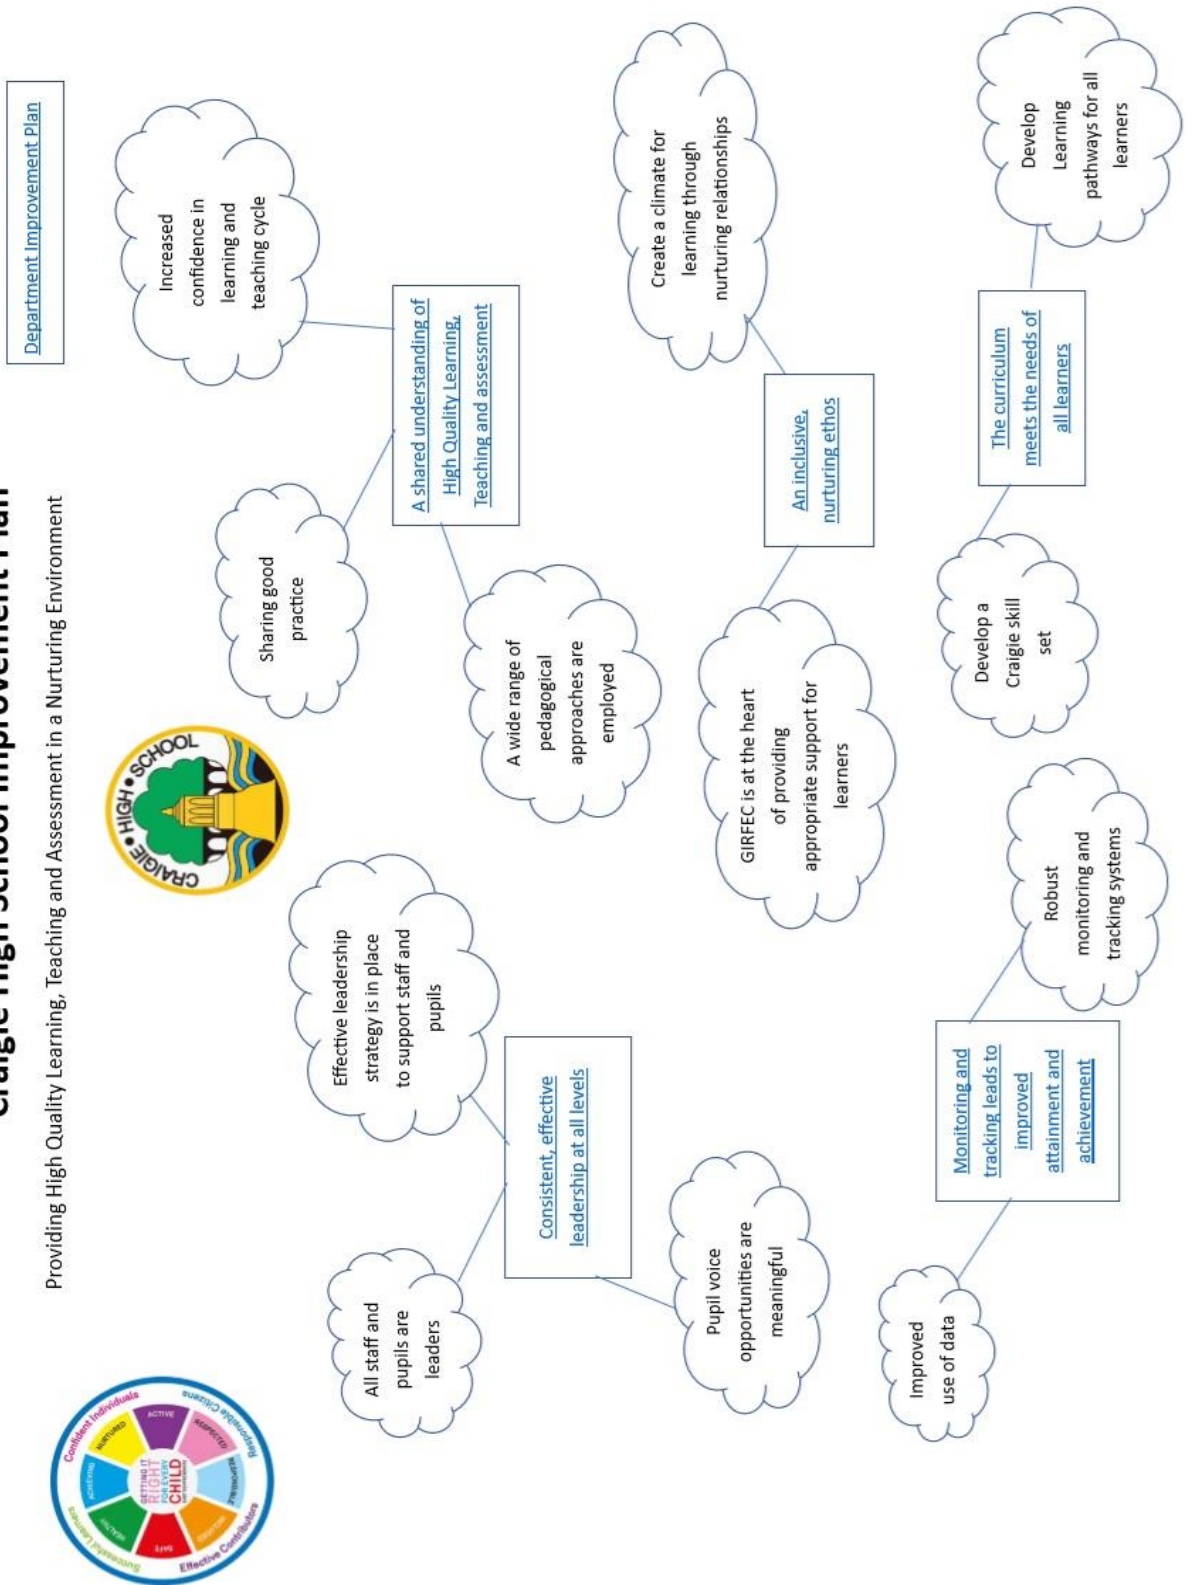 Craigie High School Improvement Plan
Providing High Quality Learning, Teaching and Assessment in a Nurturing Environment
Department Improvement Plan
Confident Individuals
Responsible Citizens
Effective Contributors
Successful Learners
GETTING IT
RIGHT
FOR EVERY
CHILD
SAFE
HEALTHY
ACHIEVING
NURTURED
ACTIVE
RESPECTED
RESPONSIBLE
INCLUDED
CRAIGIE • HIGH • SCHOOL
All staff and
pupils are
leaders
Effective leadership
strategy is in place
to support staff and
pupils
Consistent, effective
leadership at all levels
Pupil voice
opportunities are
meaningful
Sharing good
practice
Increased
confidence in
learning and
teaching cycle
A shared understanding of
High Quality Learning,
Teaching and assessment
A wide range of
pedagogical
approaches are
employed
Create a climate for
learning through
nurturing relationships
An inclusive,
nurturing ethos
GIRFEC is at the heart
of providing
appropriate support for
learners
Improved
use of data
Monitoring and
tracking leads to
improved
attainment and
achievement
Robust
monitoring and
tracking systems
Develop a
Craigie skill
set
The curriculum
meets the needs of
all learners
Develop
Learning
pathways for all
learners